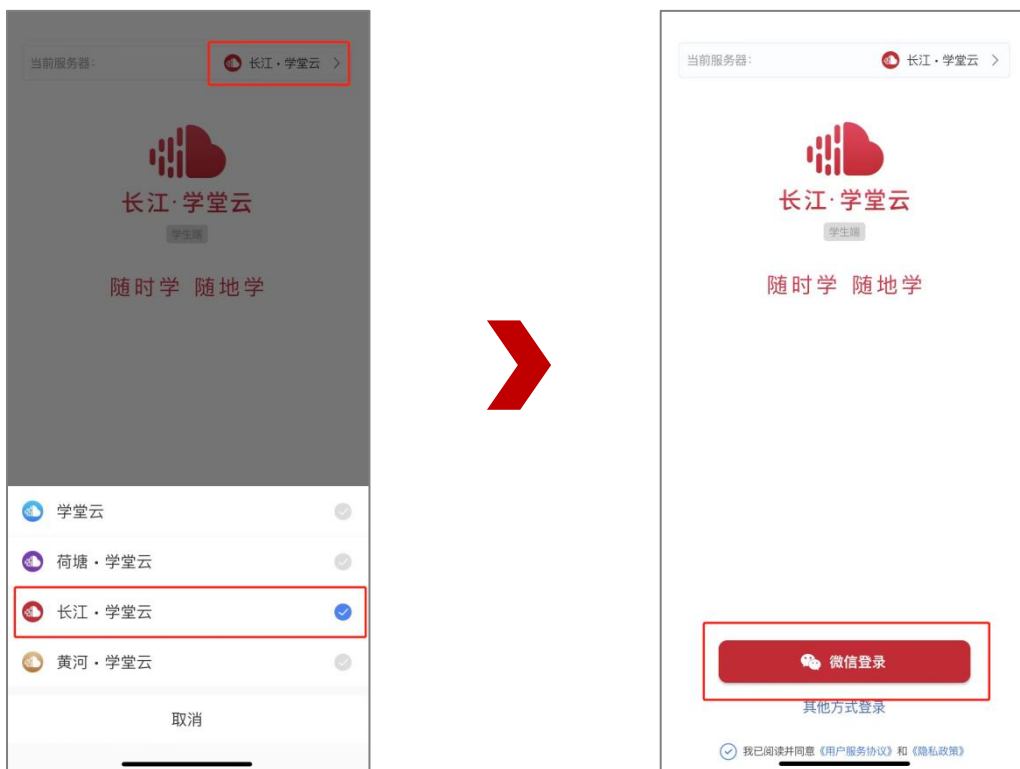 当前服务器：
长江・学堂云
长江·学堂云
学生端
随时学 随地学
学堂云
荷塘・学堂云
长江・学堂云
黄河・学堂云
取消
当前服务器：
长江・学堂云
长江·学堂云
学生端
随时学 随地学
微信登录
其他方式登录
我已阅读并同意《用户服务协议》和《隐私政策》